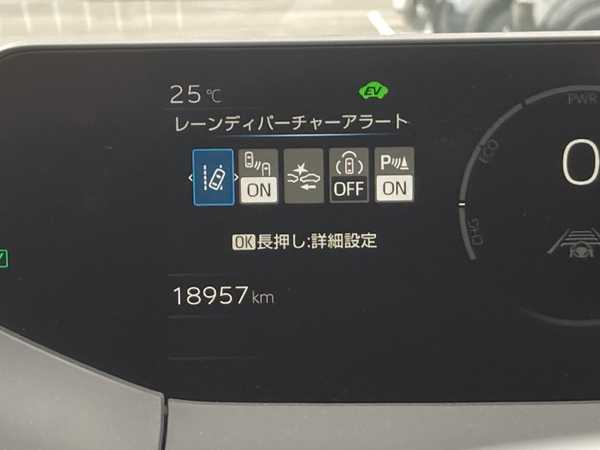 25℃
EV
PWR
レーンディパーチャーアラート
ECO
0
ON
OFF
P
ON
CHG
OK長押し:詳細設定
18957km